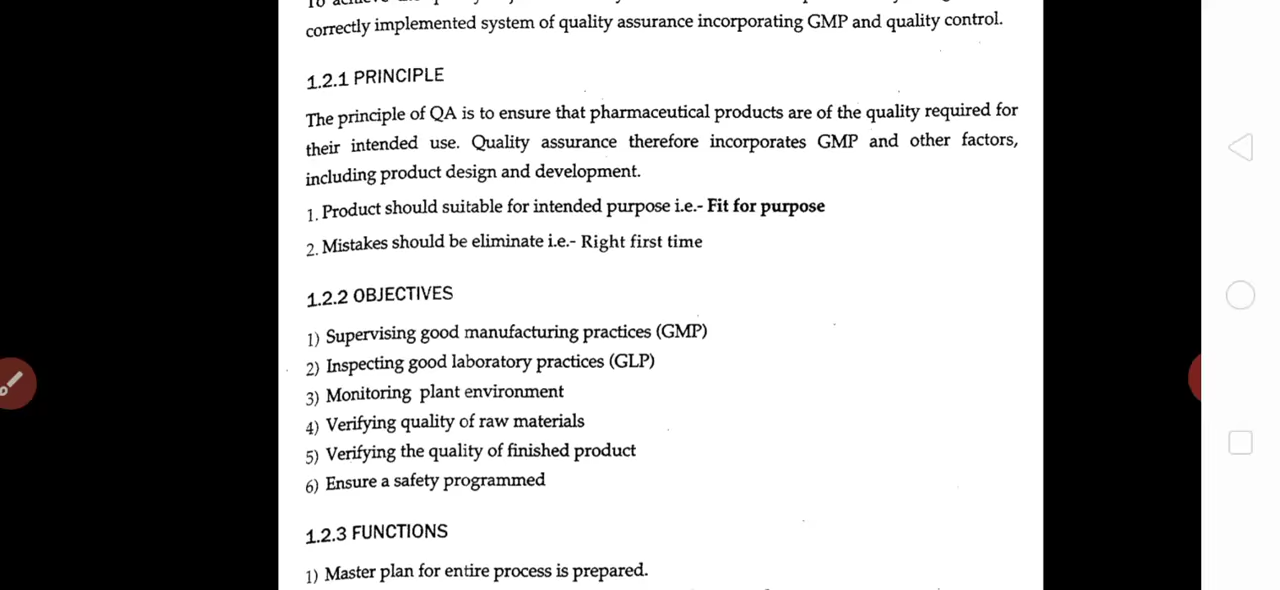 correctly implemented system of quality assurance incorporating GMP and quality control.
1.2.1 PRINCIPLE
The principle of QA is to ensure that pharmaceutical products are of the quality required for
their intended use. Quality assurance therefore incorporates GMP and other factors,
including product design and development.
1. Product should suitable for intended purpose i.e.- Fit for purpose
2. Mistakes should be eliminate i.e.- Right first time
1.2.2 OBJECTIVES
1) Supervising good manufacturing practices (GMP)
2) Inspecting good laboratory practices (GLP)
3) Monitoring plant environment
4) Verifying quality of raw materials
5) Verifying the quality of finished product
6) Ensure a safety programmed
1.2.3 FUNCTIONS
1) Master plan for entire process is prepared.